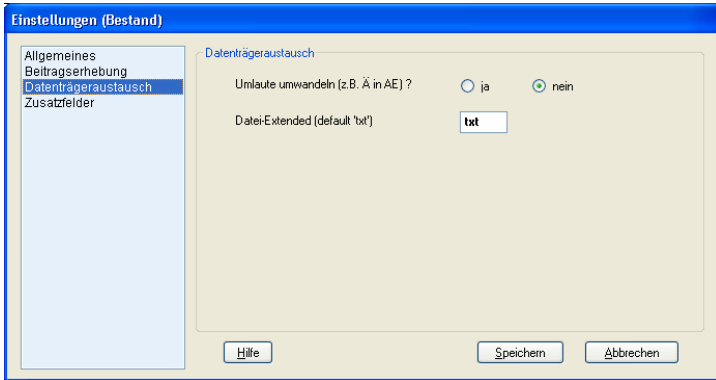 Einstellungen (Bestand)
Allgemeines
Beitragserhebung
Datenträgeraustausch
Zusatzfelder
Datenträgeraustausch
Umlaute umwandeln (z.B. Ä in AE) ? ja nein
Datei-Extended (default 'txt') txt
Hilfe Speichern Abbrechen